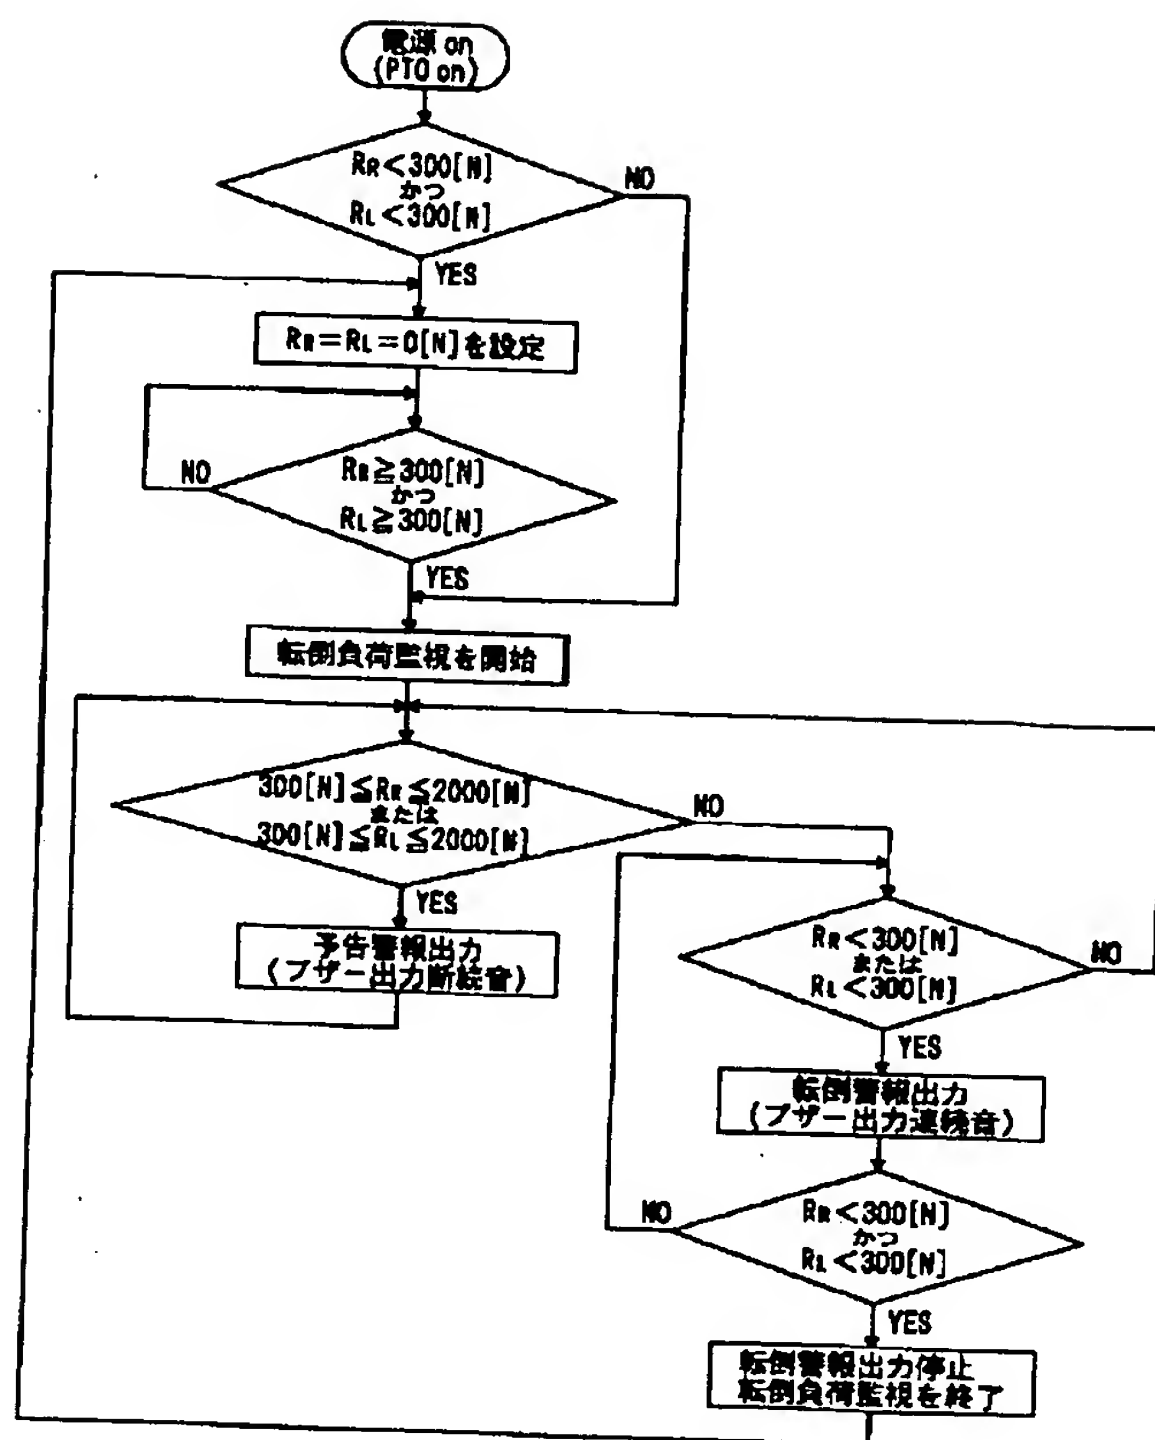 電源 on
(PTO on)
RR<300[N]
かつ
RL<300[N]
NO
YES
RR=RL=0[N]を設定
NO
RR≧300[N]
かつ
RL≧300[N]
YES
転倒負荷監視を開始
300[N]≦RR≦2000[N]
または
300[N]≦RL≦2000[N]
NO
YES
予告警報出力
(ブザー出力断続音)
RR<300[N]
または
RL<300[N]
NO
YES
転倒警報出力
(ブザー出力連続音)
NO
RR<300[N]
かつ
RL<300[N]
YES
転倒警報出力停止
転倒負荷監視を終了